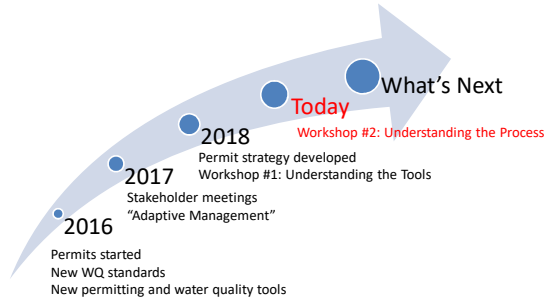 What's Next
Today
Workshop #2: Understanding the Process
2018
Permit strategy developed
Workshop #1: Understanding the Tools
2017
Stakeholder meetings
“Adaptive Management”
2016
Permits started
New WQ standards
New permitting and water quality tools